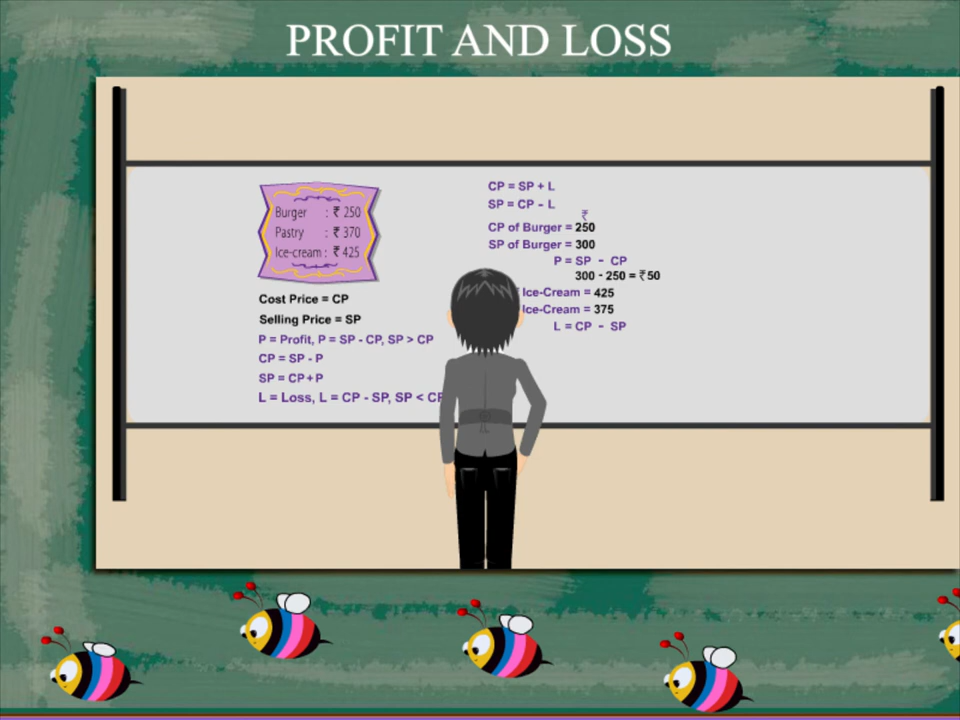 PROFIT AND LOSS
Burger : ₹ 250
Pastry : ₹ 370
Ice-cream : ₹ 425
Cost Price = CP
Selling Price = SP
P = Profit, P = SP - CP, SP > CP
CP = SP - P
SP = CP + P
L = Loss, L = CP - SP, SP < CP
CP = SP + L
SP = CP - L
₹
CP of Burger = 250
SP of Burger = 300
P = SP - CP
300 - 250 = ₹50
Ice-Cream = 425
Ice-Cream = 375
L = CP - SP